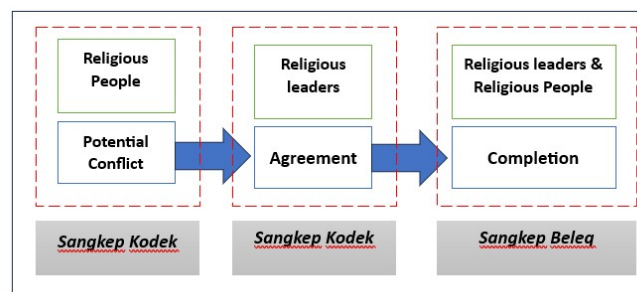 Religious
People
Potential
Conflict
Sangkep Kodek
Religious
leaders
Agreement
Sangkep Kodek
Religious leaders &
Religious People
Completion
Sangkep Beleq